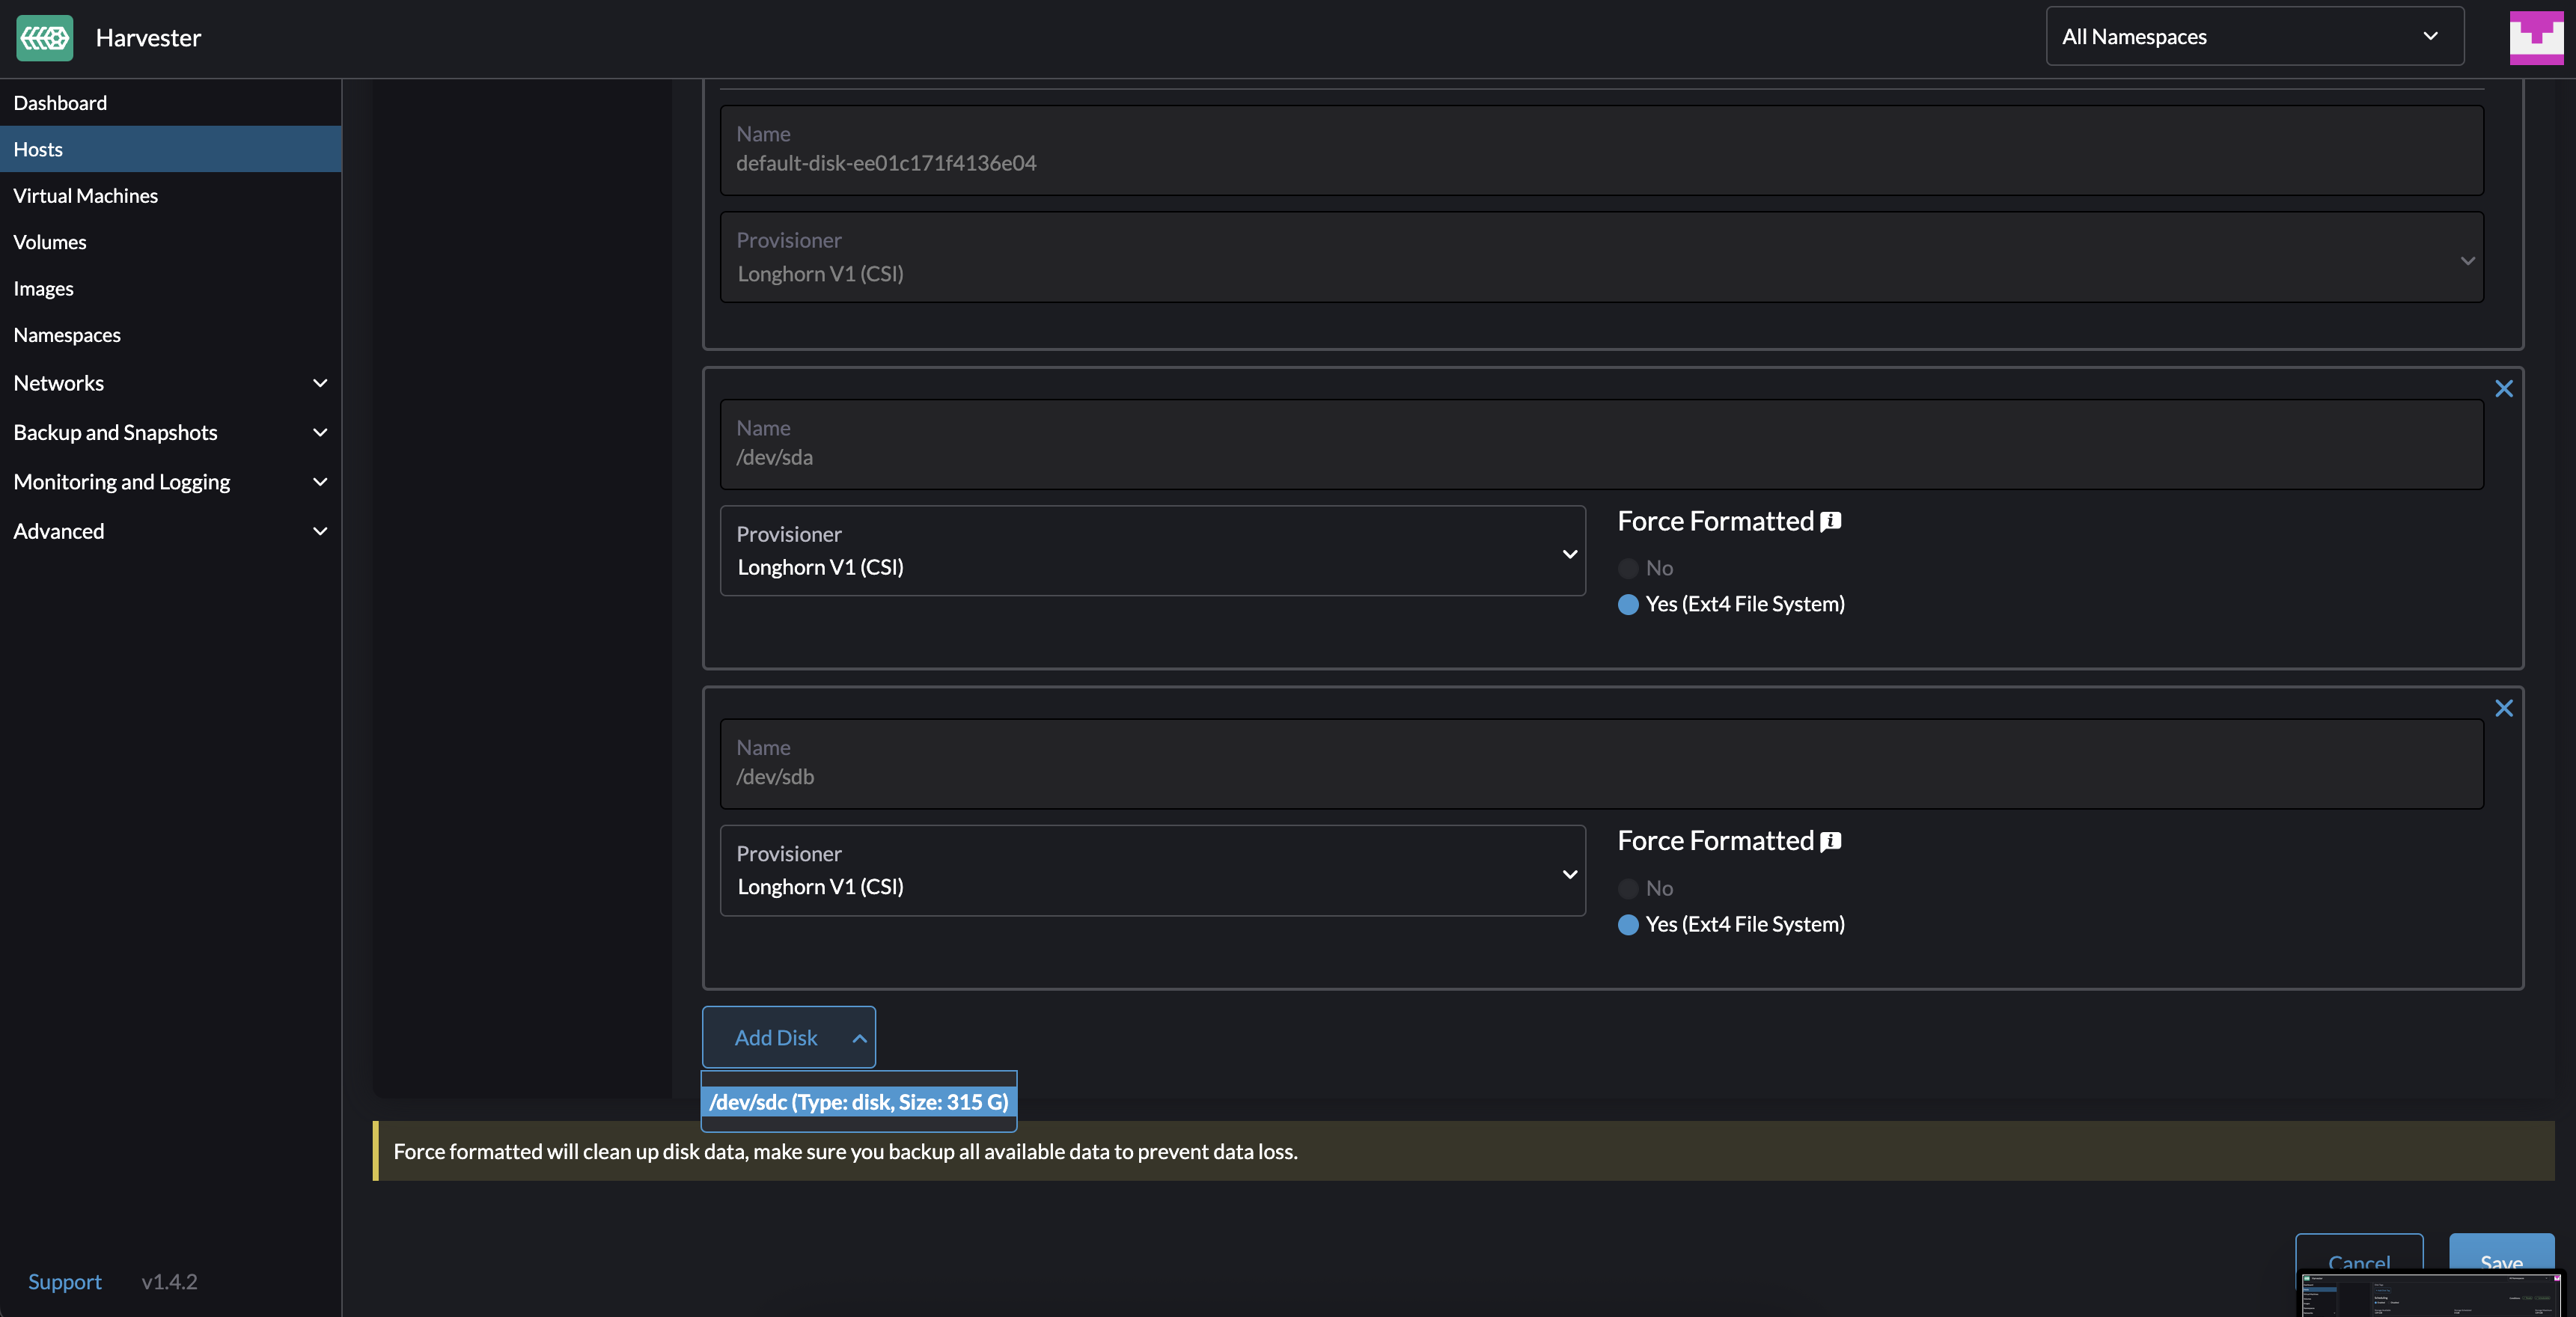 Harvester
All Namespaces
Dashboard
Hosts
Virtual Machines
Volumes
Images
Namespaces
Networks
Backup and Snapshots
Monitoring and Logging
Advanced
Name
default-disk-ee01c171f4136e04
Provisioner
Longhorn V1 (CSI)
Name
/dev/sda
Provisioner
Longhorn V1 (CSI)
Force Formatted
No
Yes (Ext4 File System)
Name
/dev/sdb
Provisioner
Longhorn V1 (CSI)
Force Formatted
No
Yes (Ext4 File System)
Add Disk
/dev/sdc (Type: disk, Size: 315 G)
Force formatted will clean up disk data, make sure you backup all available data to prevent data loss.
Cancel
Save
Support
v1.4.2